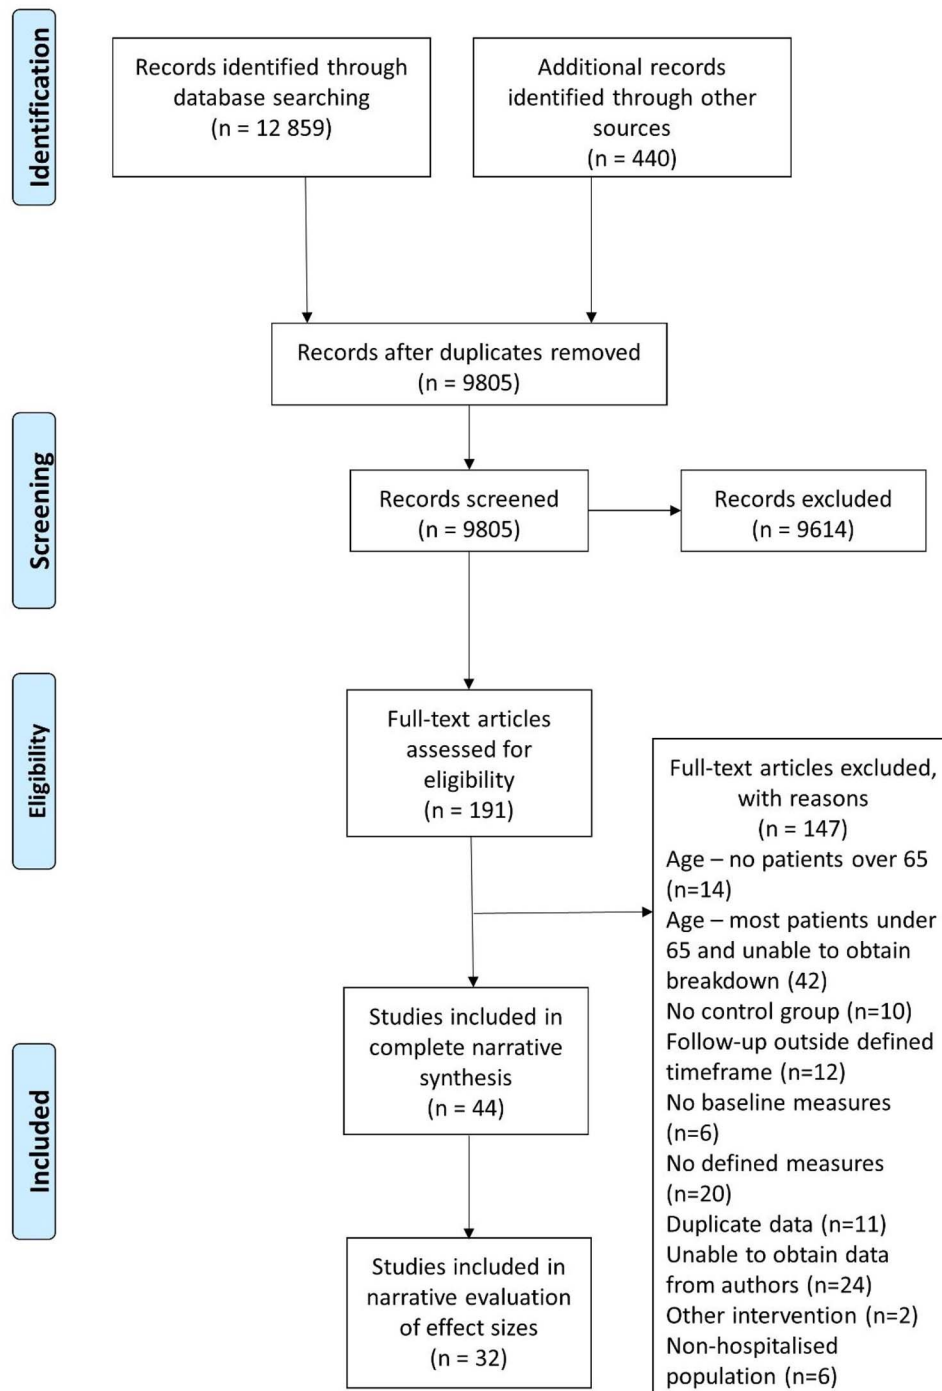 Identification
Records identified through
database searching
(n = 12 859)
Additional records
identified through other
sources
(n = 440)
Records after duplicates removed
(n = 9805)
Screening
Records screened
(n = 9805)
Records excluded
(n = 9614)
Eligibility
Full-text articles
assessed for
eligibility
(n = 191)
Full-text articles excluded,
with reasons
(n = 147)
Age – no patients over 65
(n=14)
Age – most patients under
65 and unable to obtain
breakdown (42)
No control group (n=10)
Follow-up outside defined
timeframe (n=12)
No baseline measures
(n=6)
No defined measures
(n=20)
Duplicate data (n=11)
Unable to obtain data
from authors (n=24)
Other intervention (n=2)
Non-hospitalised
population (n=6)
Included
Studies included in
complete narrative
synthesis
(n = 44)
Studies included in
narrative evaluation
of effect sizes
(n = 32)